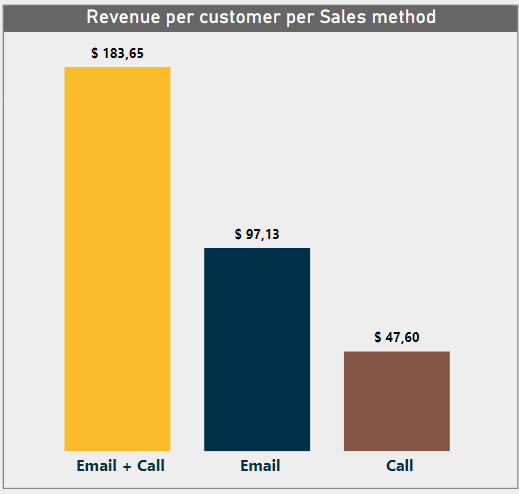 Revenue per customer per Sales method
$ 183,65
$ 97,13
$ 47,60
Email + Call
Email
Call